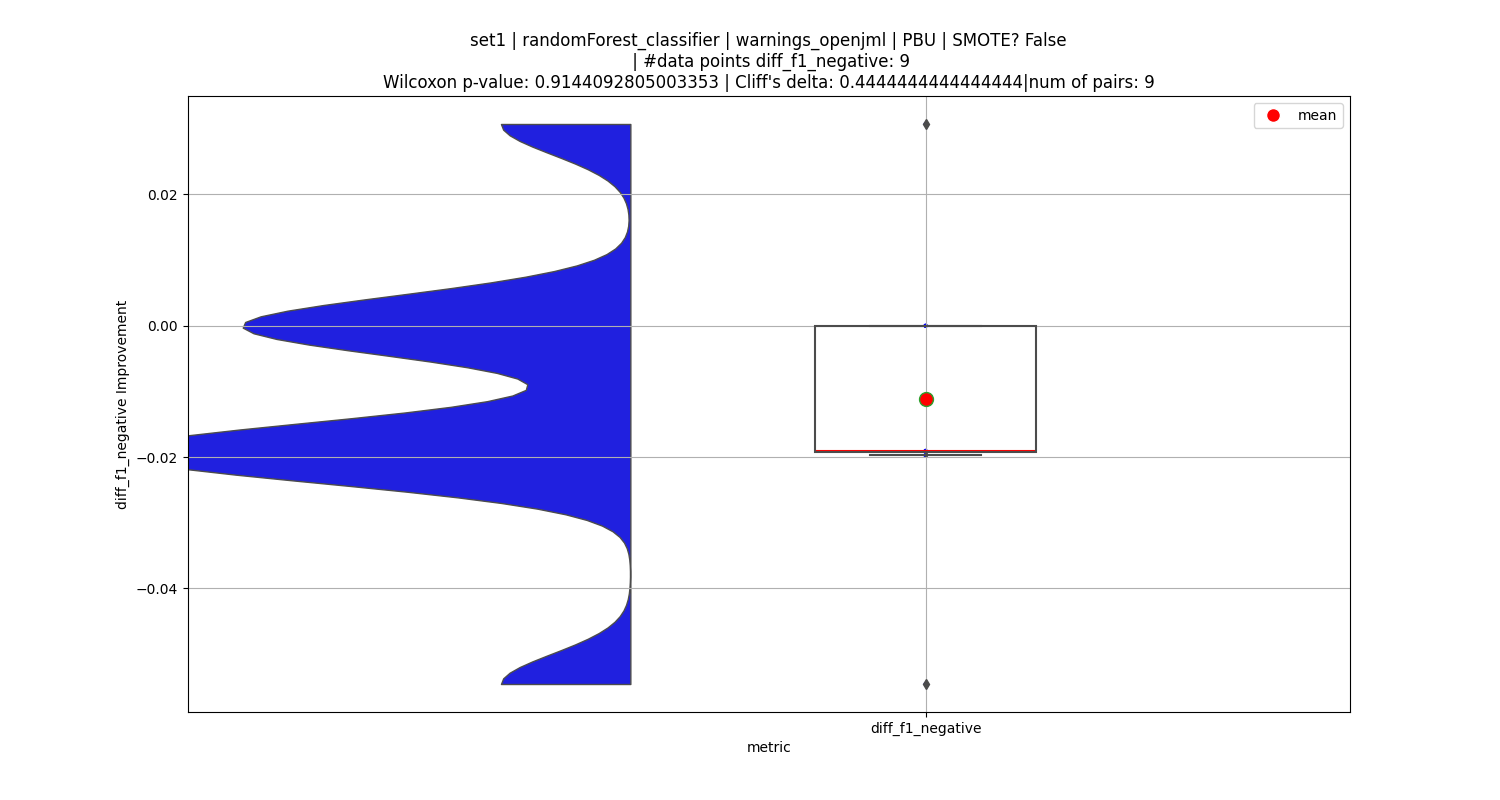 set1 | randomForest_classifier | warnings_openjml | PBU | SMOTE? False
| #data points diff_f1_negative: 9
Wilcoxon p-value: 0.9144092805003353 | Cliff's delta: 0.4444444444444444|num of pairs: 9
mean
0.02
0.00
−0.02
−0.04
diff_f1_negative Improvement
diff_f1_negative
metric